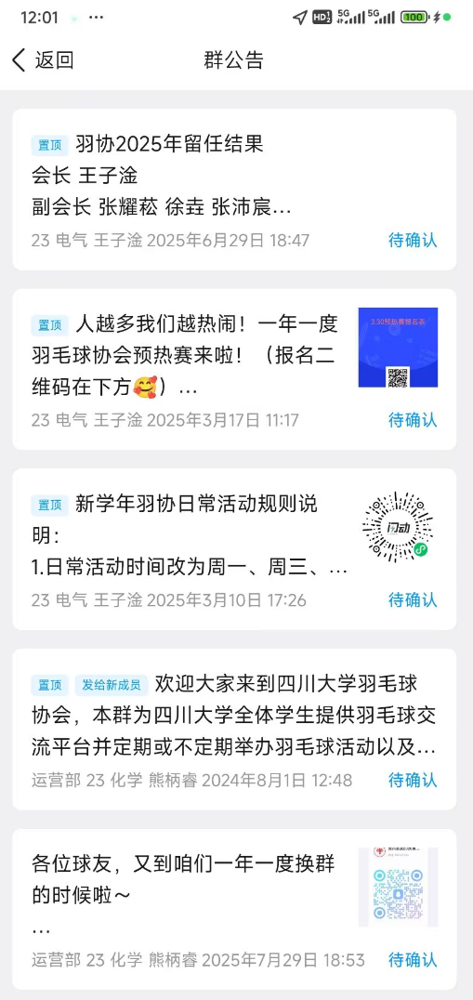 12:01 ... HD 5G 5G 100
返回 群公告
置顶 羽协2025年留任结果
会长 王子淦
副会长 张耀菘 徐垚 张沛宸...
23 电气 王子淦 2025年6月29日 18:47 待确认
置顶 人越多我们越热闹！一年一度
羽毛球协会预热赛来啦！（报名二
维码在下方🥰）...
3.30预热赛报名表
23 电气 王子淦 2025年3月17日 11:17 待确认
置顶 新学年羽协日常活动规则说
明：
1.日常活动时间改为周一、周三、...
闪动
23 电气 王子淦 2025年3月10日 17:26 待确认
置顶 发给新成员 欢迎大家来到四川大学羽毛球
协会，本群为四川大学全体学生提供羽毛球交
流平台并定期或不定期举办羽毛球活动以及...
运营部 23 化学 熊柄睿 2024年8月1日 12:48 待确认
各位球友，又到咱们一年一度换群
的时候啦～
...
运营部 23 化学 熊柄睿 2025年7月29日 18:53 待确认